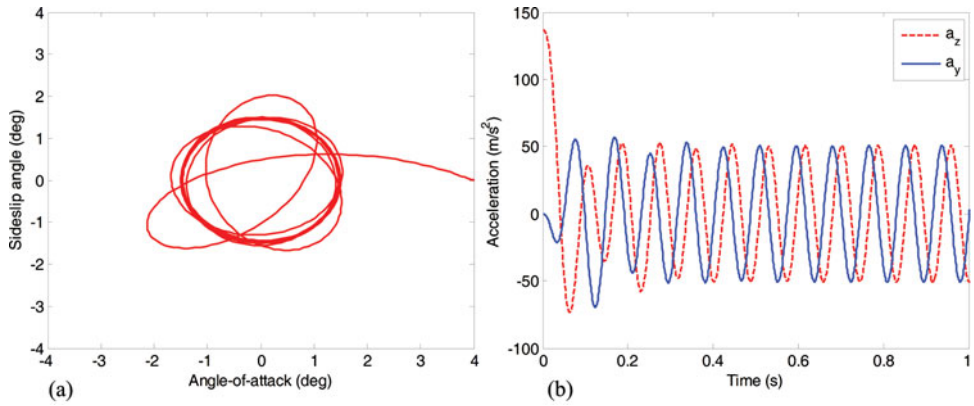 4
3
2
1
0
-1
-2
-3
-4
Sideslip angle (deg)
-4 -3 -2 -1 0 1 2 3 4
Angle-of-attack (deg)
(a)
150
100
50
0
-50
-100
Acceleration (m/s²)
a_z
a_y
0 0.2 0.4 0.6 0.8 1
Time (s)
(b)